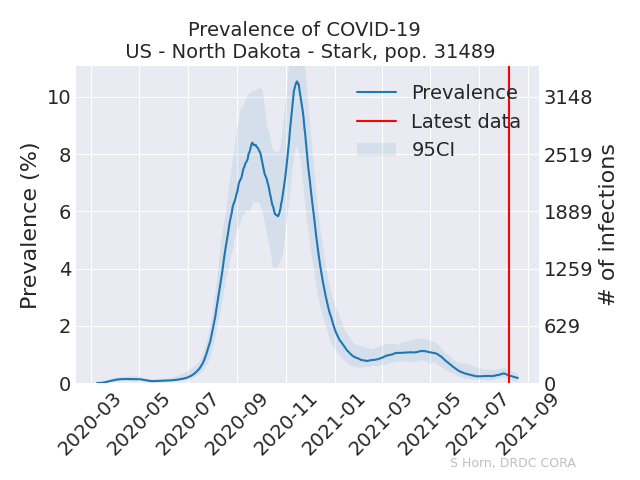 Prevalence of COVID-19
US - North Dakota - Stark, pop. 31489
Prevalence
Latest data
95CI
Prevalence (%)
10
8
6
4
2
0
3148
2519
1889
1259
629
0
# of infections
2020-03
2020-05
2020-07
2020-09
2020-11
2021-01
2021-03
2021-05
2021-07
2021-09
S Horn, DRDC CORA